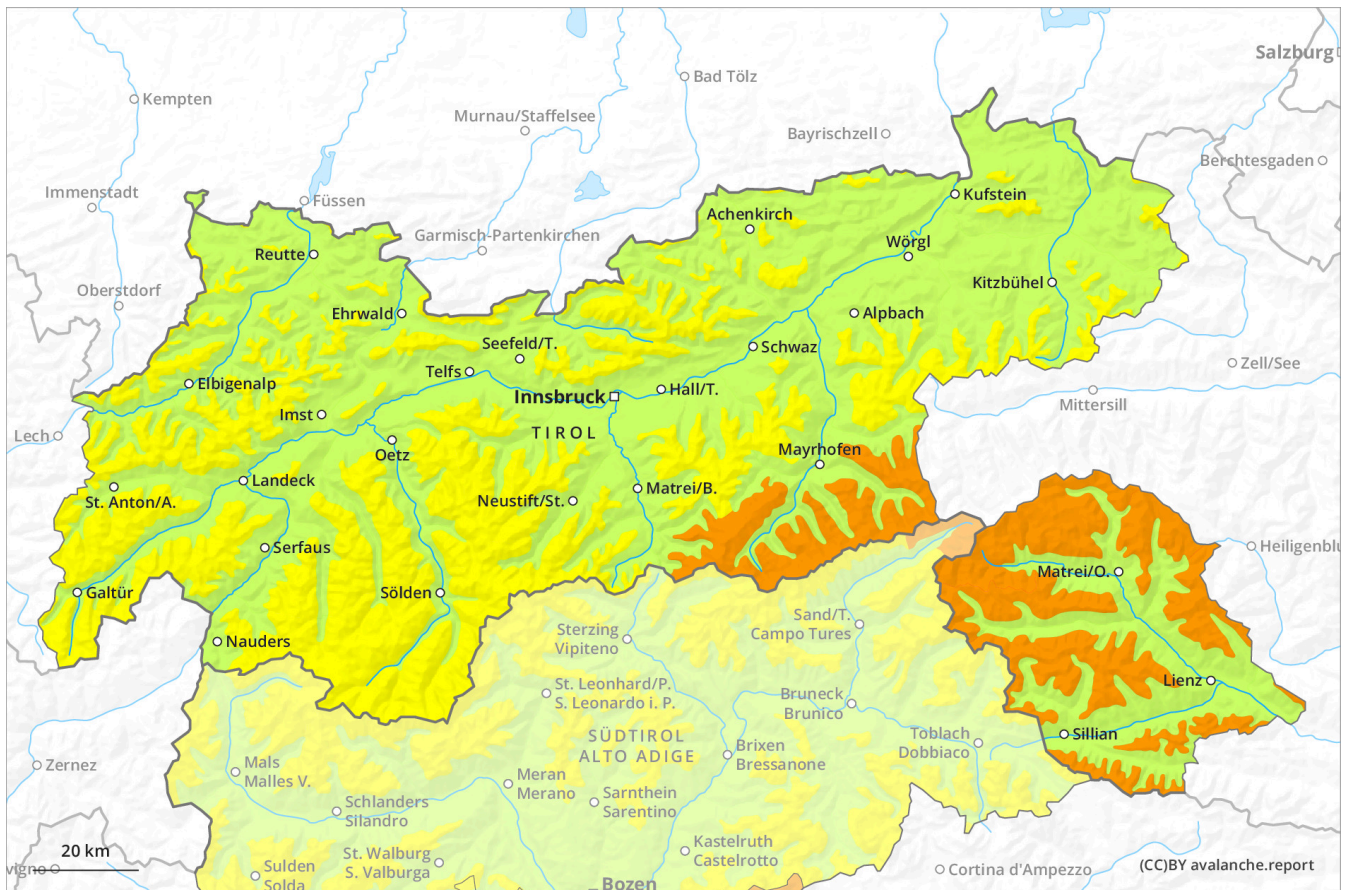 Salzburg
Bad Tölz
Kempten
Murnau/Staffelsee
Bayrischzell
Berchtesgaden
Immenstadt
Füssen
Kufstein
Achenkirch
Garmisch-Partenkirchen
Wörgl
Reutte
Kitzbühel
Oberstdorf
Ehrwald
Alpbach
Seefeld/T.
Schwaz
Zell/See
Telfs
Elbigenalp
Hall/T.
Innsbruck
Mittersill
Imst
TIROL
Lech
Oetz
Mayrhofen
Landeck
Matrei/B.
St. Anton/A.
Neustift/St.
Serfaus
Heiligenblu
Matrei/O.
Galtür
Sölden
Sand/T.
Campo Tures
Sterzing
Vipiteno
Nauders
Lienz
St. Leonhard/P.
S. Leonardo i. P.
Bruneck
Brunico
SÜDTIROL
ALTO ADIGE
Toblach
Dobbiaco
Sillian
Brixen
Bressanone
Zernez
Mals
Malles V.
Meran
Merano
Schlanders
Silandro
Sarnthein
Sarentino
20 km
Kastelruth
Castelrotto
St. Walburg
S. Valburga
vigno
Sulden
Solda
Cortina d'Ampezzo
(CC)BY avalanche.report
Bozen